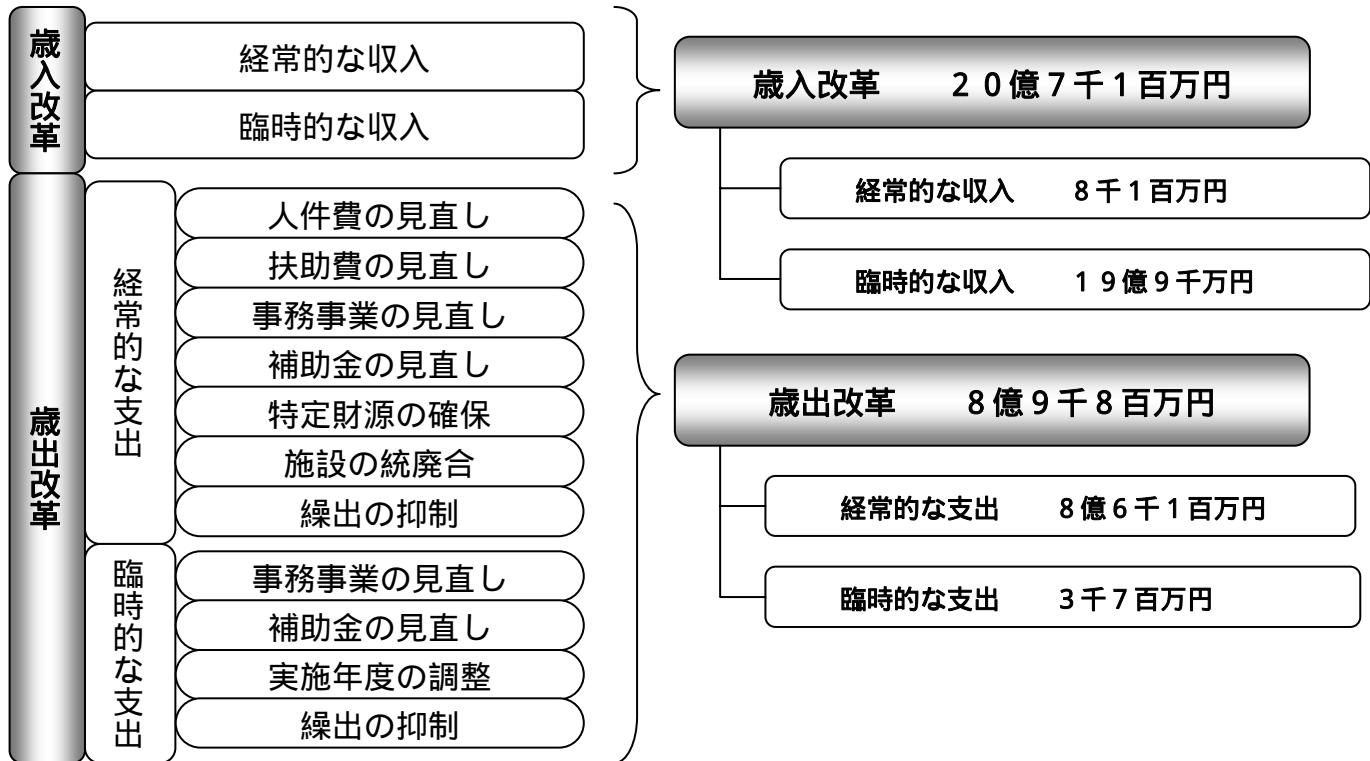 歳入改革
経常的な収入
臨時的な収入
歳出改革
経常的な支出
人件費の見直し
扶助費の見直し
事務事業の見直し
補助金の見直し
特定財源の確保
施設の統廃合
繰出の抑制
臨時的な支出
事務事業の見直し
補助金の見直し
実施年度の調整
繰出の抑制
歳入改革　　２０億７千１百万円
経常的な収入　　８千１百万円
臨時的な収入　　１９億９千万円
歳出改革　　８億９千８百万円
経常的な支出　　８億６千１百万円
臨時的な支出　　３千７百万円